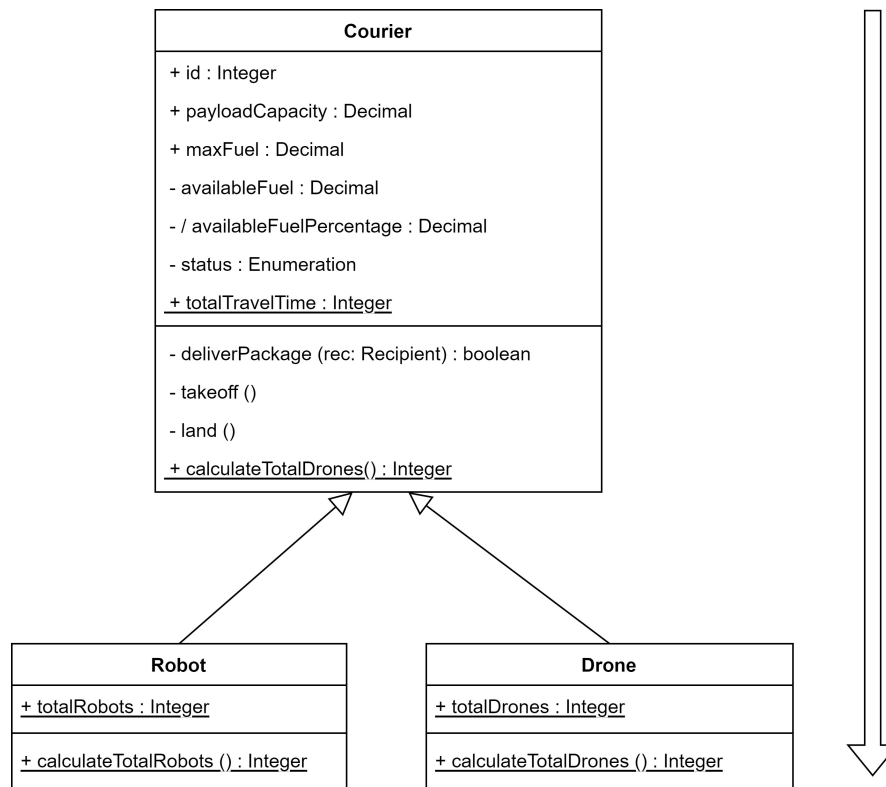 Courier
+ id : Integer
+ payloadCapacity : Decimal
+ maxFuel : Decimal
- availableFuel : Decimal
- / availableFuelPercentage : Decimal
- status : Enumeration
+ totalTravelTime : Integer
- deliverPackage (rec: Recipient) : boolean
- takeoff ()
- land ()
+ calculateTotalDrones() : Integer
Robot
+ totalRobots : Integer
+ calculateTotalRobots () : Integer
Drone
+ totalDrones : Integer
+ calculateTotalDrones () : Integer